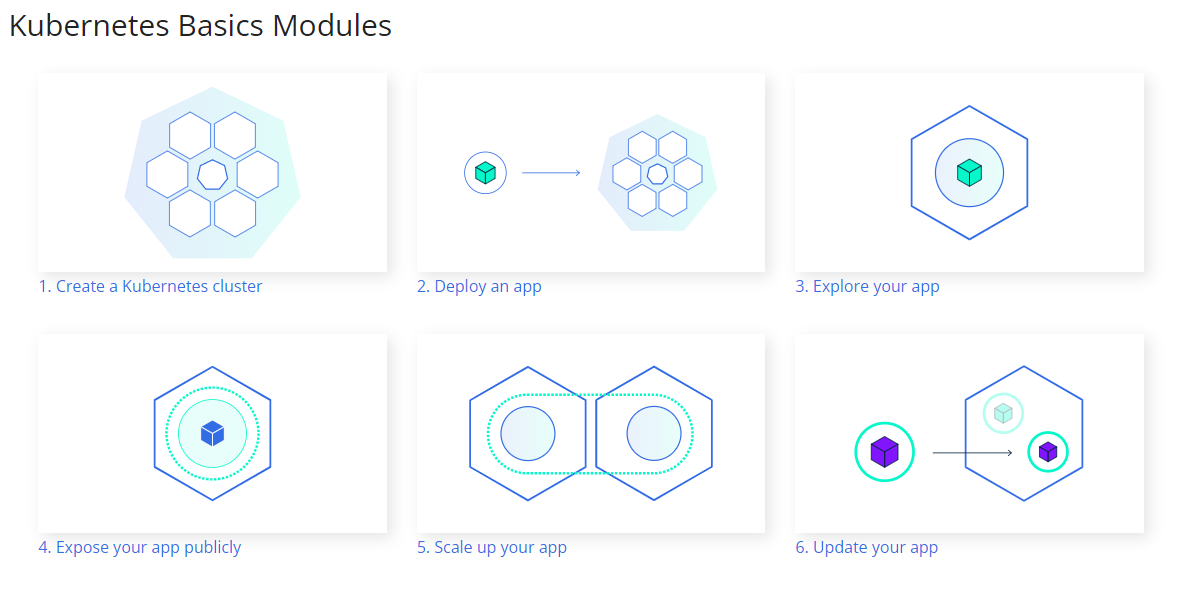 Kubernetes Basics Modules
1. Create a Kubernetes cluster
2. Deploy an app
3. Explore your app
4. Expose your app publicly
5. Scale up your app
6. Update your app